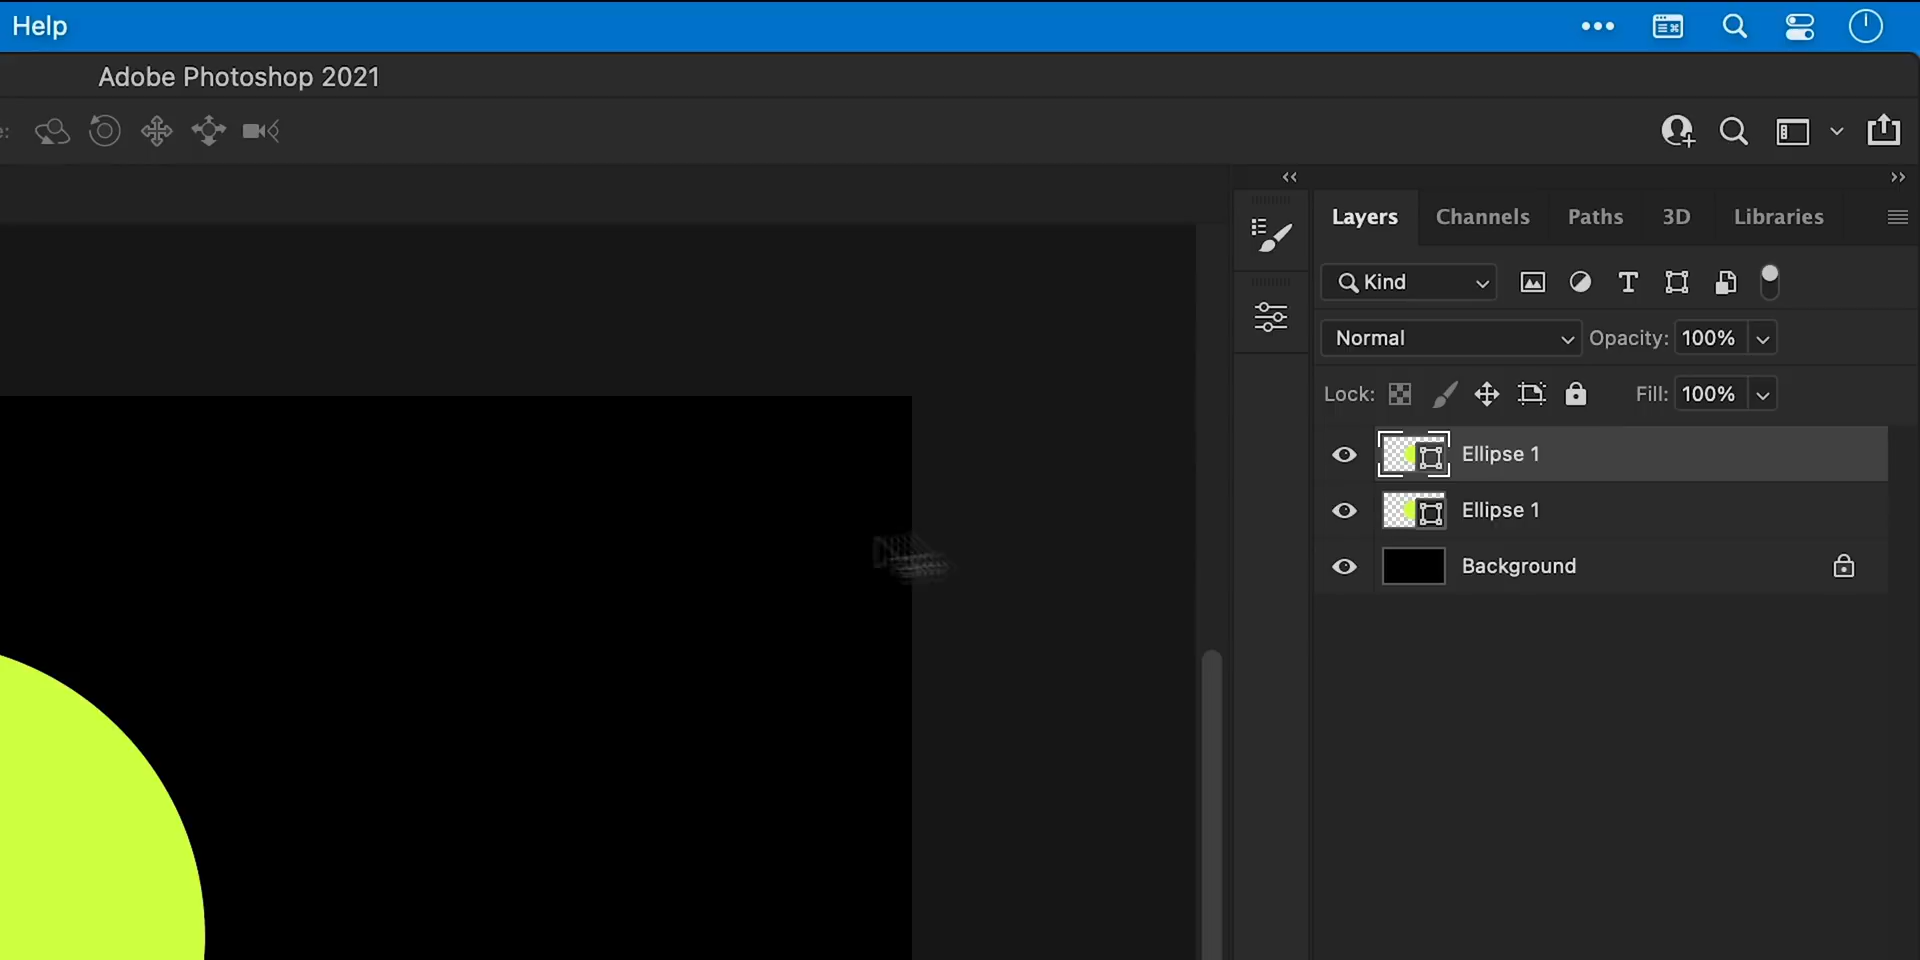 Help
Adobe Photoshop 2021
e:
Layers Channels Paths 3D Libraries
Kind
Normal Opacity: 100%
Lock: Fill: 100%
Ellipse 1
Ellipse 1
Background